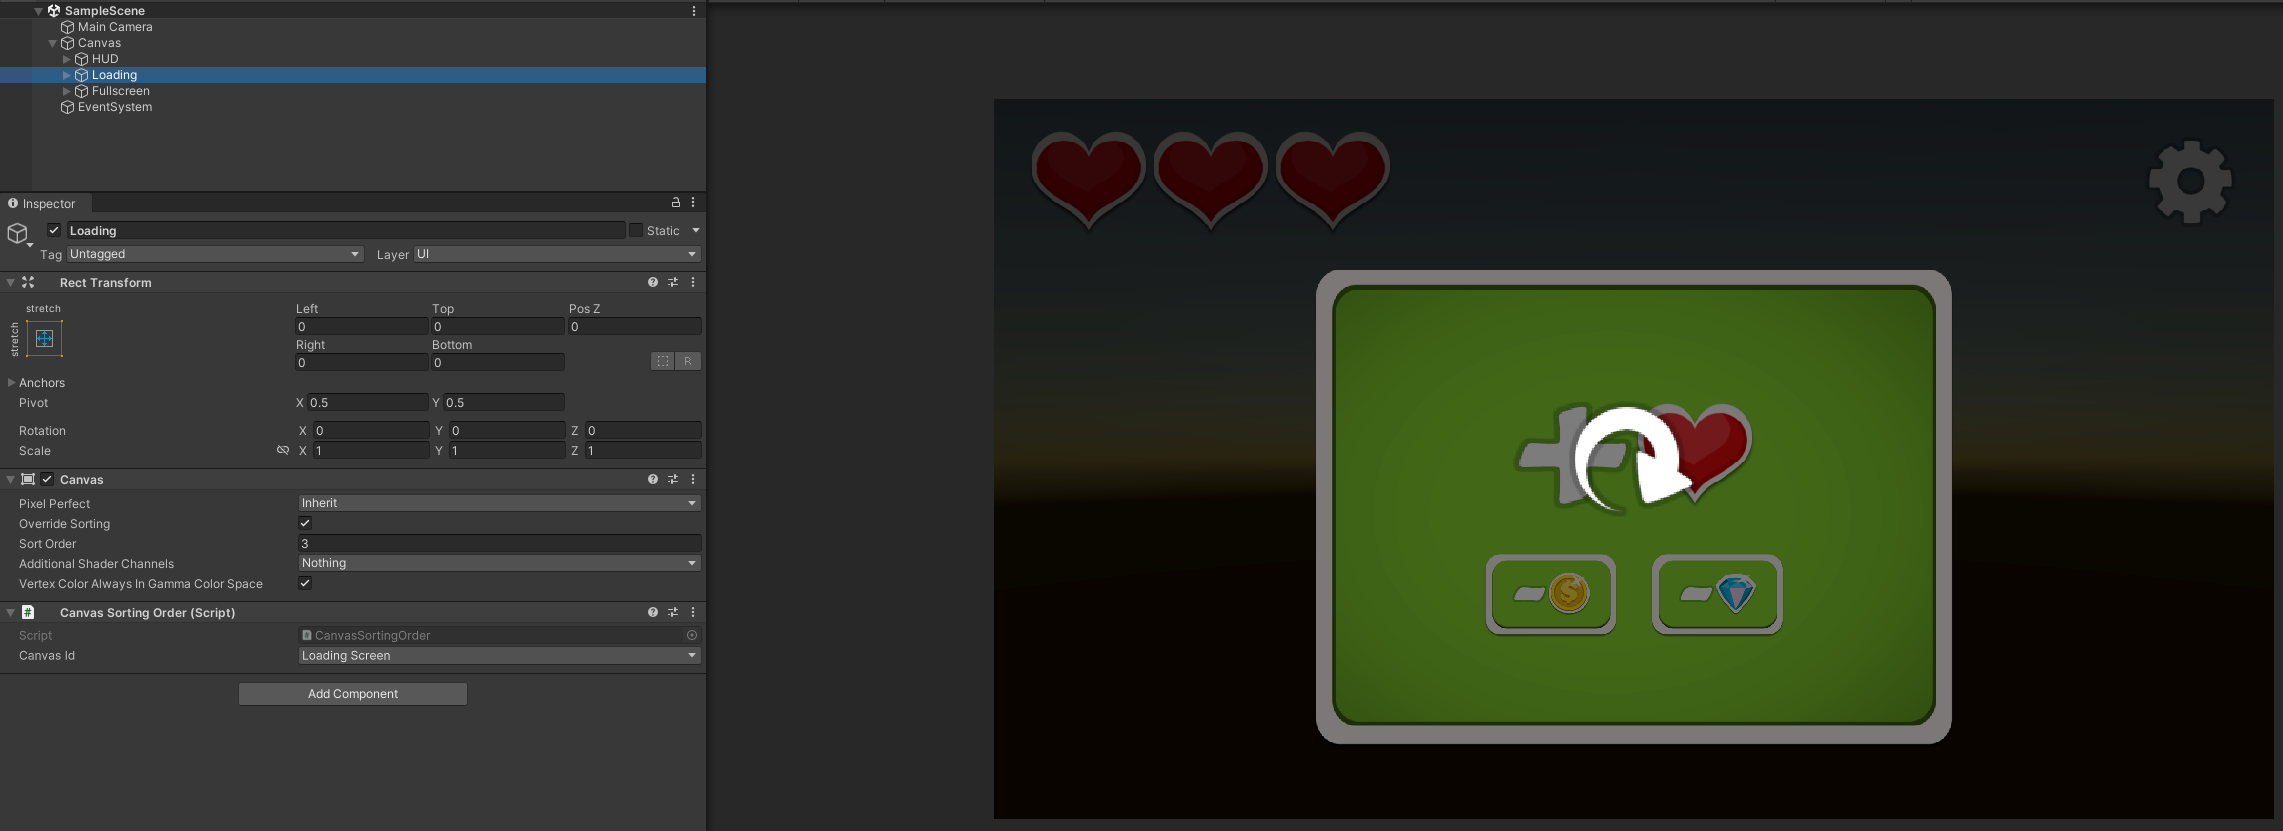 SampleScene
Main Camera
Canvas
HUD
Loading
Fullscreen
EventSystem
Inspector
Loading
Static
Tag Untagged Layer UI
Rect Transform
stretch
stretch
Left Top Pos Z
0 0 0
Right Bottom
0 0
R
Anchors
Pivot X 0.5 Y 0.5
Rotation X 0 Y 0 Z 0
Scale X 1 Y 1 Z 1
Canvas
Pixel Perfect Inherit
Override Sorting
Sort Order 3
Additional Shader Channels Nothing
Vertex Color Always In Gamma Color Space
# Canvas Sorting Order (Script)
Script CanvasSortingOrder
Canvas Id Loading Screen
Add Component
$